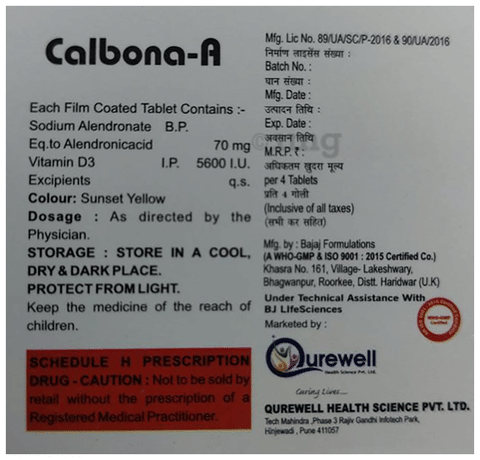 Calbona-A
Each Film Coated Tablet Contains :-
Sodium Alendronate B.P.
Eq.to Alendronicacid 70 mg
Vitamin D3 I.P. 5600 I.U.
Excipients q.s.
Colour: Sunset Yellow
Dosage : As directed by the
Physician.
STORAGE : STORE IN A COOL,
DRY & DARK PLACE.
PROTECT FROM LIGHT.
Keep the medicine of the reach of
children.
SCHEDULE H PRESCRIPTION
DRUG - CAUTION : Not to be sold by
retail without the prescription of a
Registered Medical Practitioner.
Mfg. Lic No. 89/UA/SC/P-2016 & 90/UA/2016
निर्माण लाइसेंस संख्या :
Batch No. :
घान संख्या :
Mfg. Date :
उत्पादन तिथि :
Exp. Date :
अवसान तिथि :
M.R.P. ₹ :
अधिकतम खुदरा मूल्य
per 4 Tablets
प्रति 4 गोली
(Inclusive of all taxes)
(सभी कर सहित)
Mfg. by : Bajaj Formulations
(A WHO-GMP & ISO 9001 : 2015 Certified Co.)
Khasra No. 161, Village- Lakeshwary,
Bhagwanpur, Roorkee, Distt. Haridwar (U.K)
Under Technical Assistance With
BJ LIfeSciences
WHO-GMP
Certified
Marketed by :
Qurewell
Health Science Pvt. Ltd.
Caring Lives....
QUREWELL HEALTH SCIENCE PVT. LTD.
Tech Mahindra ,Phase 3 Rajiv Gandhi Infotech Park,
Hinjewadi , Pune 411057